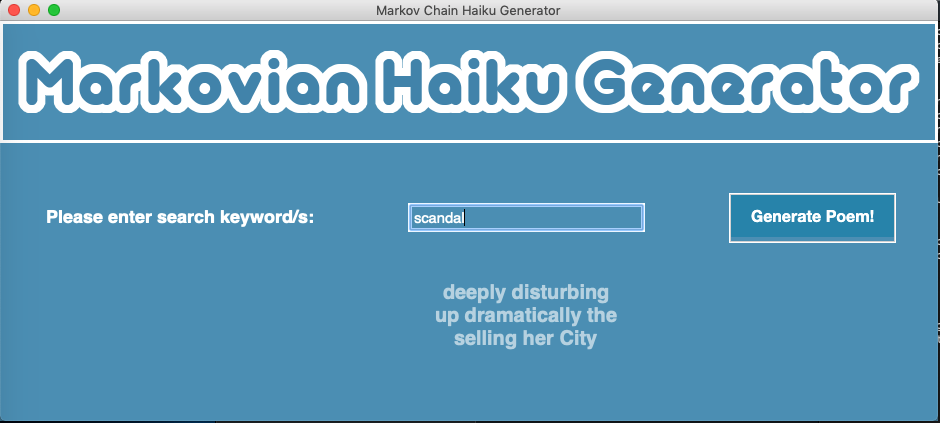 Markov Chain Haiku Generator
Markovian Haiku Generator
Please enter search keyword/s:
scandal
Generate Poem!
deeply disturbing
up dramatically the
selling her City